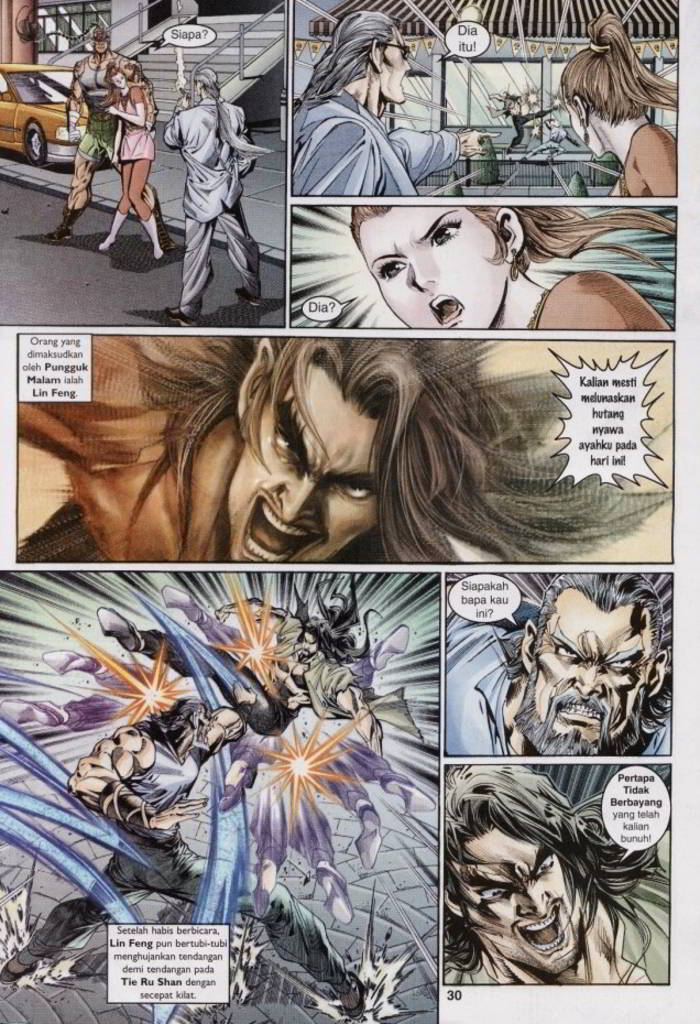 Siapa?
Dia
itu!
Dia?
Orang yang
dimaksudkan
oleh Pungguk
Malam ialah
Lin Feng.
Kalian mesti
melunaskan
hutang
nyawa
ayahku pada
hari ini!
Setelah habis berbicara,
Lin Feng pun bertubi-tubi
menghujankan tendangan
demi tendangan pada
Tie Ru Shan dengan
secepat kilat.
Siapakah
bapa kau
ini?
Pertapa
Tidak
Berbayang
yang telah
kalian
bunuh!
30